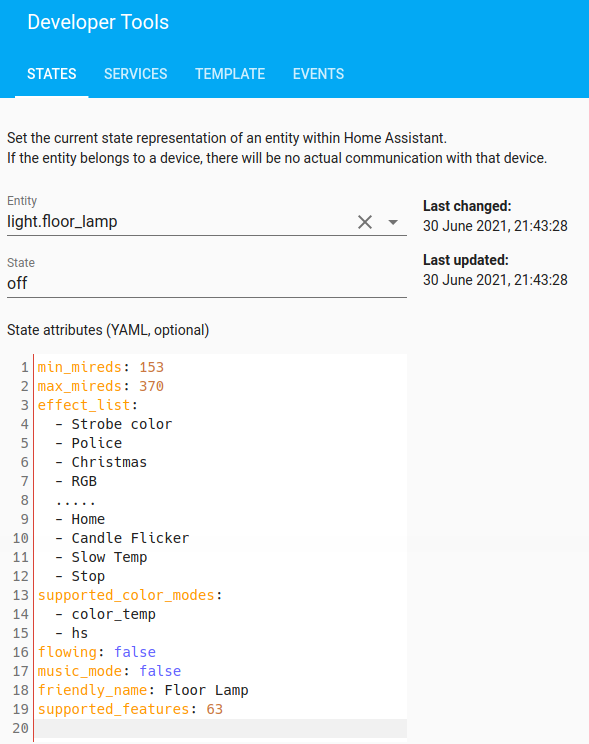 Developer Tools
STATES SERVICES TEMPLATE EVENTS
Set the current state representation of an entity within Home Assistant.
If the entity belongs to a device, there will be no actual communication with that device.
Entity
light.floor_lamp
State
off
Last changed:
30 June 2021, 21:43:28
Last updated:
30 June 2021, 21:43:28
State attributes (YAML, optional)
1 min_mireds: 153
2 max_mireds: 370
3 effect_list:
4   - Strobe color
5   - Police
6   - Christmas
7   - RGB
8   .....
9   - Home
10   - Candle Flicker
11   - Slow Temp
12   - Stop
13 supported_color_modes:
14   - color_temp
15   - hs
16 flowing: false
17 music_mode: false
18 friendly_name: Floor Lamp
19 supported_features: 63
20